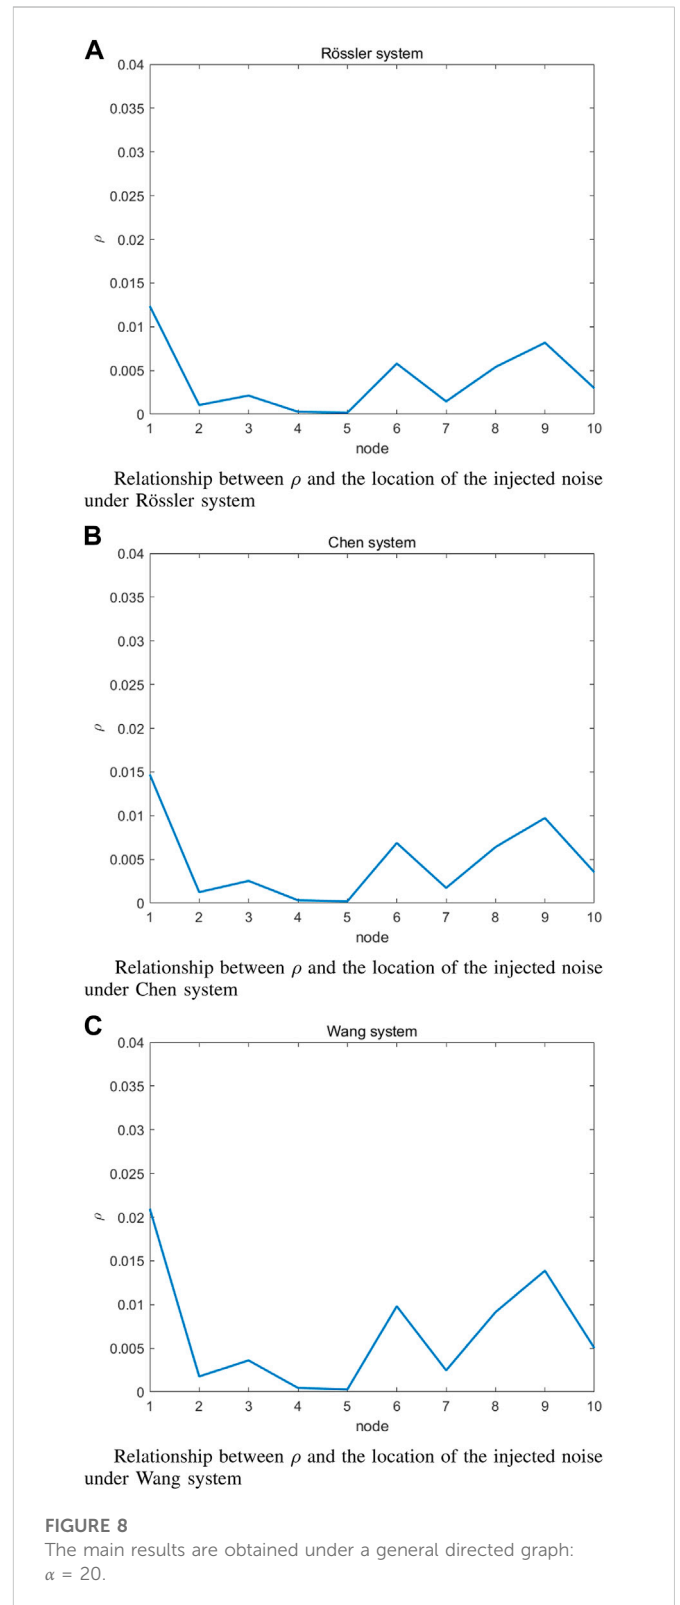 A
Rössler system
0.04
0.035
0.03
0.025
0.02
0.015
0.01
0.005
0
ρ
1 2 3 4 5 6 7 8 9 10
node
Relationship between ρ and the location of the injected noise
under Rössler system
B
Chen system
0.04
0.035
0.03
0.025
0.02
0.015
0.01
0.005
0
ρ
1 2 3 4 5 6 7 8 9 10
node
Relationship between ρ and the location of the injected noise
under Chen system
C
Wang system
0.04
0.035
0.03
0.025
0.02
0.015
0.01
0.005
0
ρ
1 2 3 4 5 6 7 8 9 10
node
Relationship between ρ and the location of the injected noise
under Wang system
FIGURE 8
The main results are obtained under a general directed graph:
α = 20.